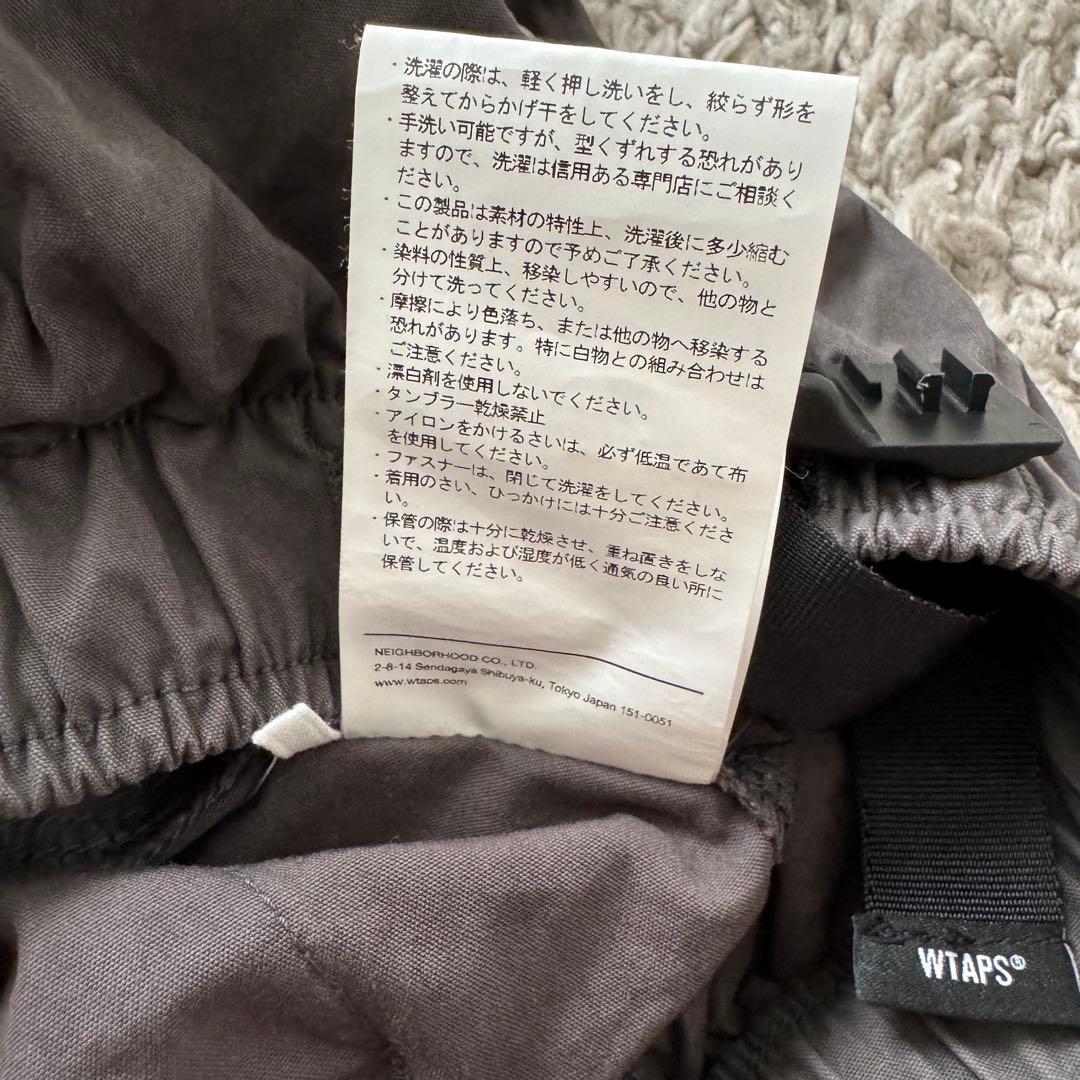 ・洗濯の際は、軽く押し洗いをし、絞らず形を
整えてからかげ干をしてください。
・手洗い可能ですが、型くずれする恐れがあり
ますので、洗濯は信用ある専門店にご相談く
ださい。
・この製品は素材の特性上、洗濯後に多少縮む
ことがありますので予めご了承ください。
・染料の性質上、移染しやすいので、他の物と
分けて洗ってください。
・摩擦により色落ち、または他の物へ移染する
恐れがあります。特に白物との組み合わせは
ご注意ください。
・漂白剤を使用しないでください。
・タンブラー乾燥禁止
・アイロンをかけるさいは、必ず低温であて布
を使用してください。
・ファスナーは、閉じて洗濯をしてください。
・着用のさい、ひっかけには十分ご注意くださ
い。
・保管の際は十分に乾燥させ、重ね置きをしな
いで、温度および湿度が低く通気の良い所に
保管してください。
NEIGHBORHOOD CO., LTD.
2-8-14 Sendagaya Shibuya-ku, Tokyo Japan 151-0051
www.wtaps.com
WTAPS®